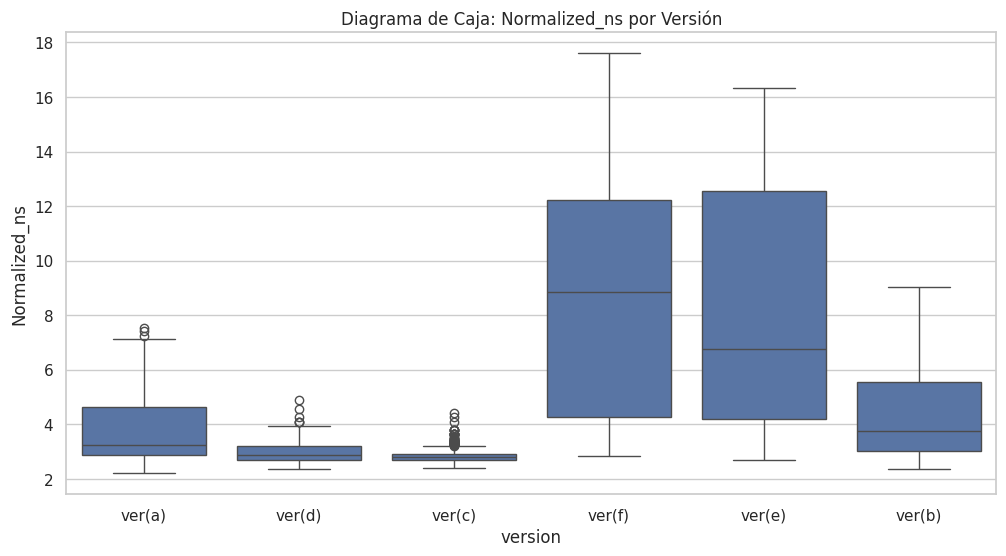 Diagrama de Caja: Normalized_ns por Versión
Normalized_ns
18
16
14
12
10
8
6
4
2
ver(a) ver(d) ver(c) ver(f) ver(e) ver(b)
version